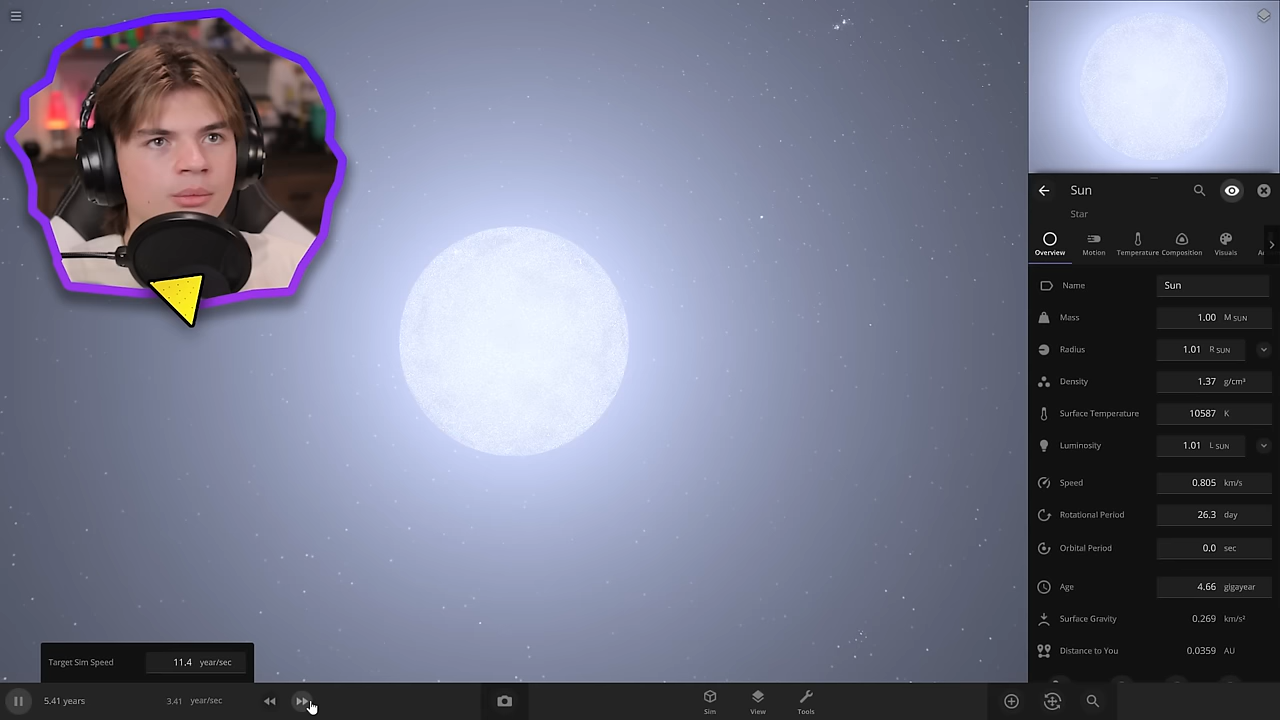 Sun
Star
Overview
Motion
Temperature
Composition
Visuals
Name Sun
Mass 1.00 M SUN
Radius 1.01 R SUN
Density 1.37 g/cm³
Surface Temperature 10587 K
Luminosity 1.01 L SUN
Speed 0.805 km/s
Rotational Period 26.3 day
Orbital Period 0.0 sec
Age 4.66 gigayear
Surface Gravity 0.269 km/s²
Distance to You 0.0359 AU
Target Sim Speed 11.4 year/sec
5.41 years 3.41 year/sec
Sim
View
Tools